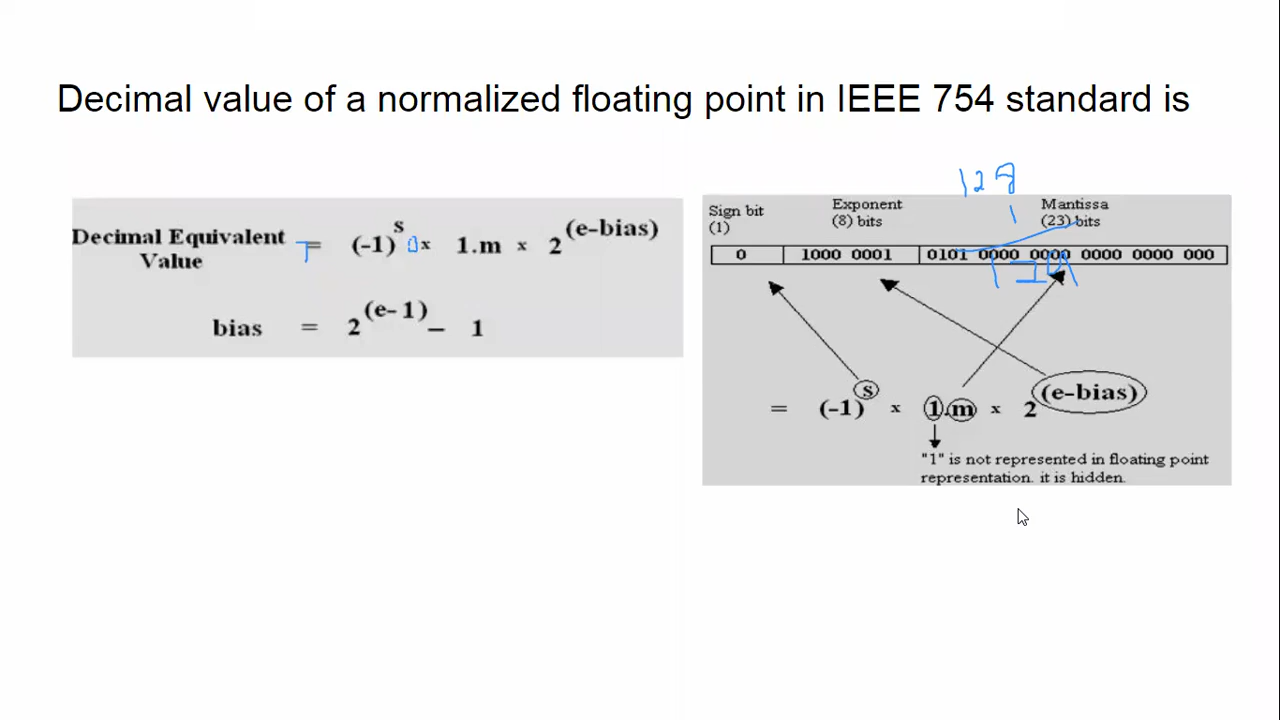 Decimal value of a normalized floating point in IEEE 754 standard is
Decimal Equivalent Value = (-1)^s 0 x 1.m x 2^(e-bias)
bias = 2^(e-1) - 1
128
1
Sign bit (1) Exponent (8) bits Mantissa (23) bits
0 1000 0001 0101 0000 0000 0000 0000 000
= (-1)^s x 1.m x 2^(e-bias)
"1" is not represented in floating point
representation. it is hidden.